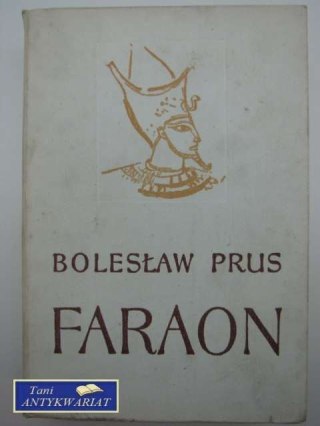 BOLESŁAW PRUS
FARAON
Tani
ANTYKWARIAT